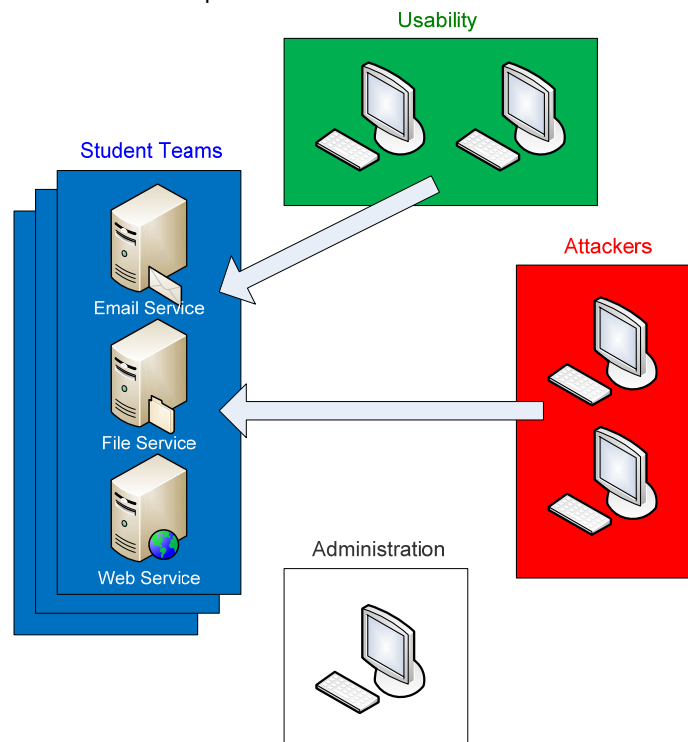 Usability
Student Teams
Email Service
Attackers
File Service
Administration
Web Service